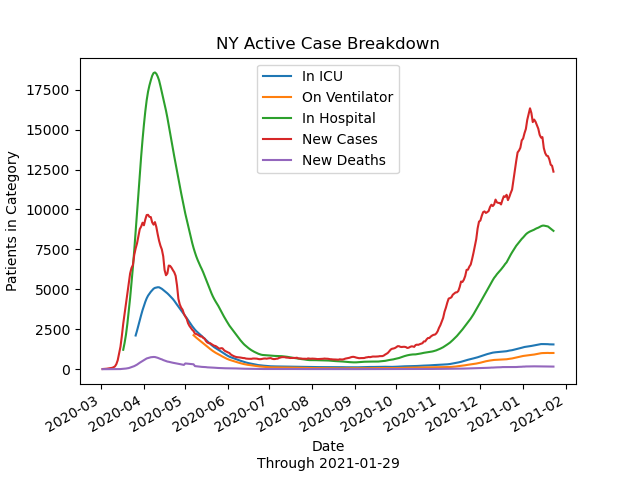 NY Active Case Breakdown
In ICU
On Ventilator
In Hospital
New Cases
New Deaths
Patients in Category
17500
15000
12500
10000
7500
5000
2500
0
2020-03
2020-04
2020-05
2020-06
2020-07
2020-08
2020-09
2020-10
2020-11
2020-12
2021-01
2021-02
Date
Through 2021-01-29